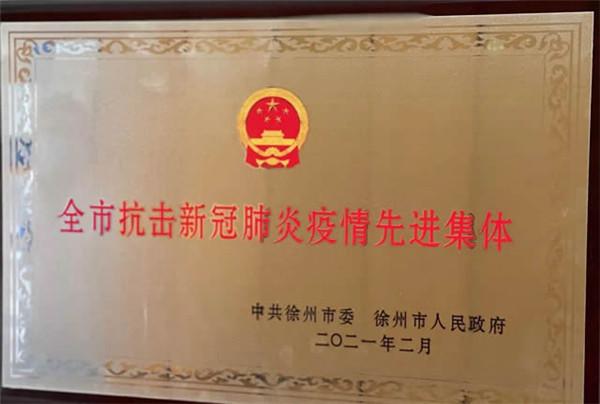 全市抗击新冠肺炎疫情先进集体
中共徐州市委 徐州市人民政府
二〇二一年二月